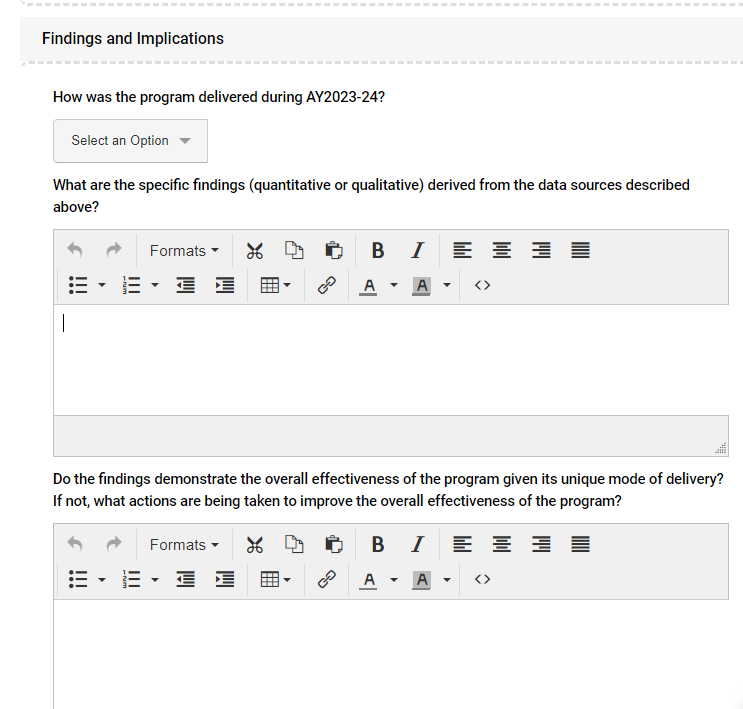 Findings and Implications
How was the program delivered during AY2023-24?
Select an Option
What are the specific findings (quantitative or qualitative) derived from the data sources described
above?
Formats
B I
A A <>
Do the findings demonstrate the overall effectiveness of the program given its unique mode of delivery?
If not, what actions are being taken to improve the overall effectiveness of the program?
Formats
B I
A A <>